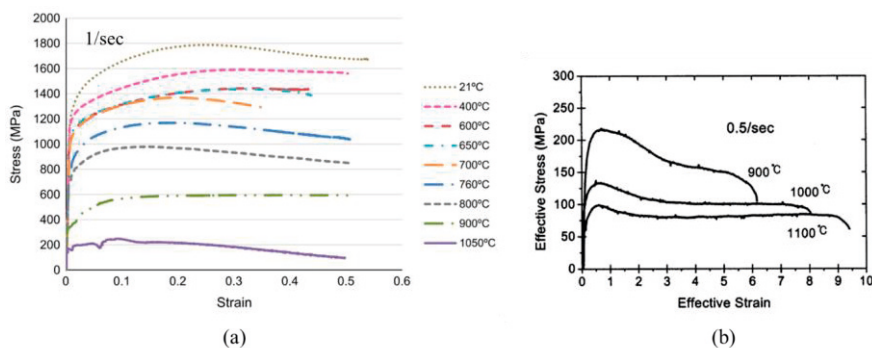 2000
1800
1600
1400
1200
1000
800
600
400
200
0
Stress (MPa)
1/sec
0
0.1
0.2
0.3
0.4
0.5
0.6
Strain
21ºC
400ºC
600ºC
650ºC
700ºC
760ºC
800ºC
900ºC
1050ºC
(a)
300
250
200
150
100
50
0
Effective Stress (MPa)
0.5/sec
900℃
1000℃
1100℃
0 1 2 3 4 5 6 7 8 9 10
Effective Strain
(b)